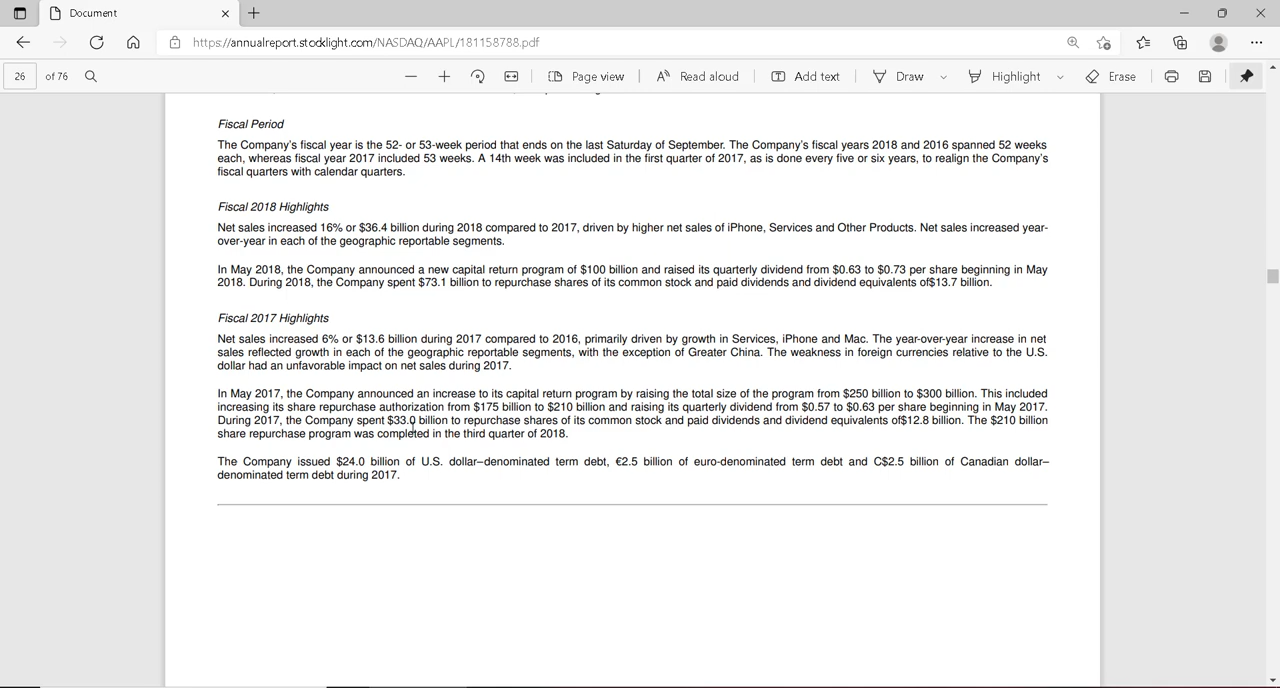 Document
https://annualreport.stocklight.com/NASDAQ/AAPL/181158788.pdf
26 of 76 Page view Read aloud Add text Draw Highlight Erase
Fiscal Period
The Company's fiscal year is the 52- or 53-week period that ends on the last Saturday of September. The Company's fiscal years 2018 and 2016 spanned 52 weeks
each, whereas fiscal year 2017 included 53 weeks. A 14th week was included in the first quarter of 2017, as is done every five or six years, to realign the Company's
fiscal quarters with calendar quarters.
Fiscal 2018 Highlights
Net sales increased 16% or $36.4 billion during 2018 compared to 2017, driven by higher net sales of iPhone, Services and Other Products. Net sales increased year-
over-year in each of the geographic reportable segments.
In May 2018, the Company announced a new capital return program of $100 billion and raised its quarterly dividend from $0.63 to $0.73 per share beginning in May
2018. During 2018, the Company spent $73.1 billion to repurchase shares of its common stock and paid dividends and dividend equivalents of$13.7 billion.
Fiscal 2017 Highlights
Net sales increased 6% or $13.6 billion during 2017 compared to 2016, primarily driven by growth in Services, iPhone and Mac. The year-over-year increase in net
sales reflected growth in each of the geographic reportable segments, with the exception of Greater China. The weakness in foreign currencies relative to the U.S.
dollar had an unfavorable impact on net sales during 2017.
In May 2017, the Company announced an increase to its capital return program by raising the total size of the program from $250 billion to $300 billion. This included
increasing its share repurchase authorization from $175 billion to $210 billion and raising its quarterly dividend from $0.57 to $0.63 per share beginning in May 2017.
During 2017, the Company spent $33.0 billion to repurchase shares of its common stock and paid dividends and dividend equivalents of$12.8 billion. The $210 billion
share repurchase program was completed in the third quarter of 2018.
The Company issued $24.0 billion of U.S. dollar–denominated term debt, €2.5 billion of euro-denominated term debt and C$2.5 billion of Canadian dollar–
denominated term debt during 2017.